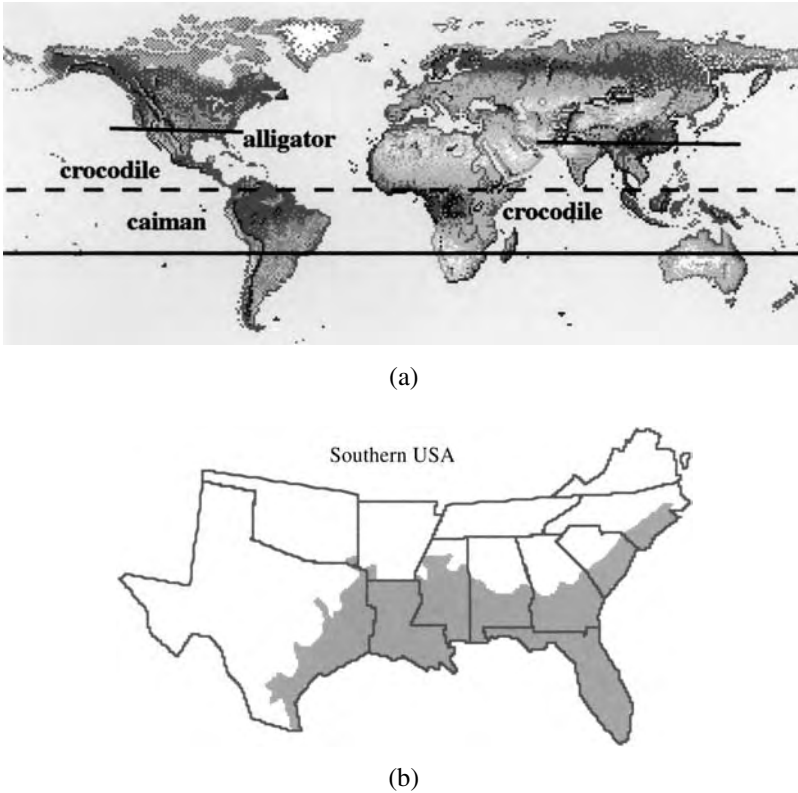 alligator
crocodile
caiman
crocodile
(a)
Southern USA
(b)